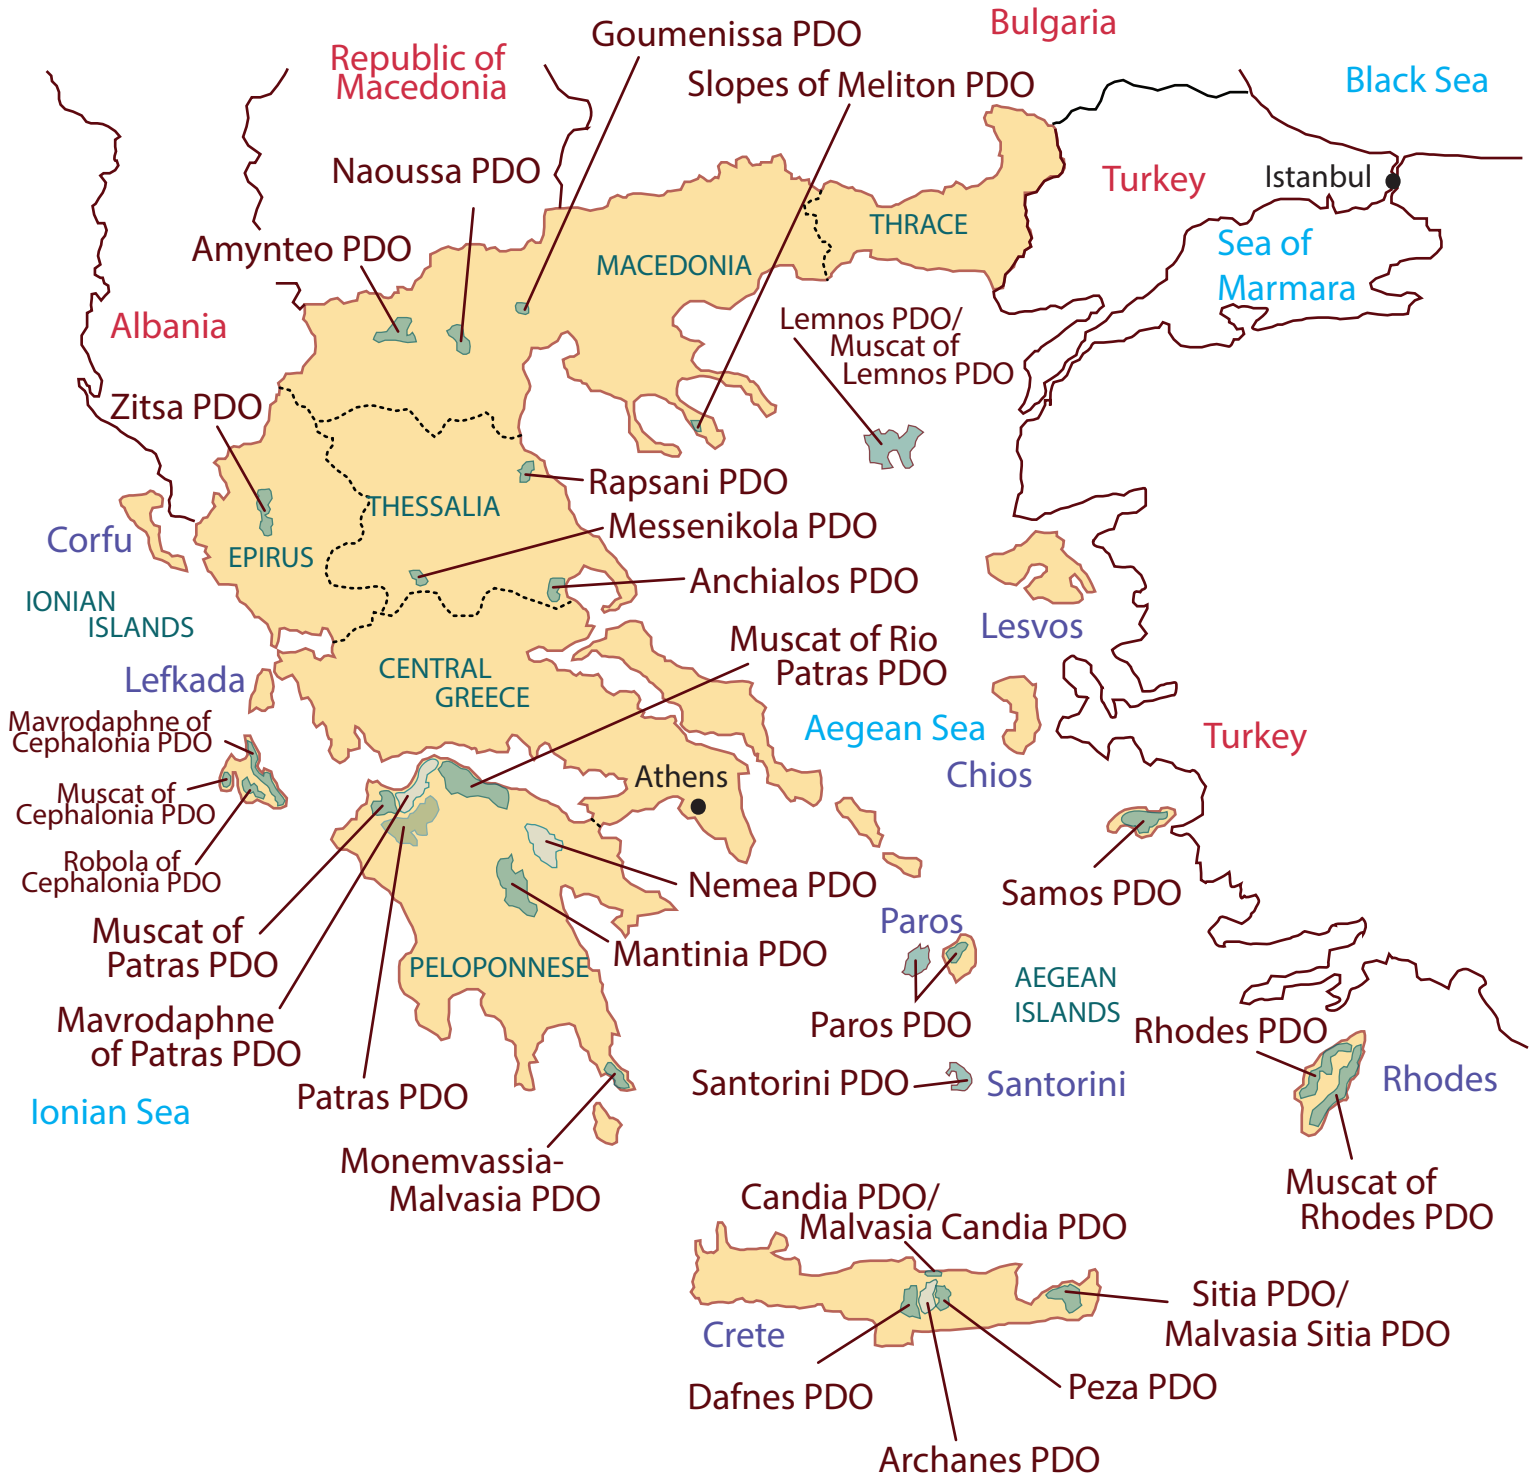 Bulgaria
Goumenissa PDO
Republic of
Macedonia
Slopes of Meliton PDO
Black Sea
Naoussa PDO
Turkey
Istanbul
THRACE
Amynteo PDO
MACEDONIA
Sea of
Marmara
Albania
Lemnos PDO/
Muscat of
Lemnos PDO
Zitsa PDO
Rapsani PDO
THESSALIA
Messenikola PDO
Corfu
EPIRUS
Anchialos PDO
IONIAN
ISLANDS
Lesvos
Muscat of Rio
Patras PDO
CENTRAL
GREECE
Lefkada
Mavrodaphne of
Cephalonia PDO
Aegean Sea
Turkey
Chios
Athens
Muscat of
Cephalonia PDO
Robola of
Cephalonia PDO
Nemea PDO
Samos PDO
Paros
Muscat of
Patras PDO
Mantinia PDO
PELOPONNESE
AEGEAN
ISLANDS
Mavrodaphne
of Patras PDO
Paros PDO
Rhodes PDO
Patras PDO
Santorini PDO
Santorini
Rhodes
Ionian Sea
Monemvassia-
Malvasia PDO
Muscat of
Rhodes PDO
Candia PDO/
Malvasia Candia PDO
Sitia PDO/
Malvasia Sitia PDO
Crete
Dafnes PDO
Peza PDO
Archanes PDO